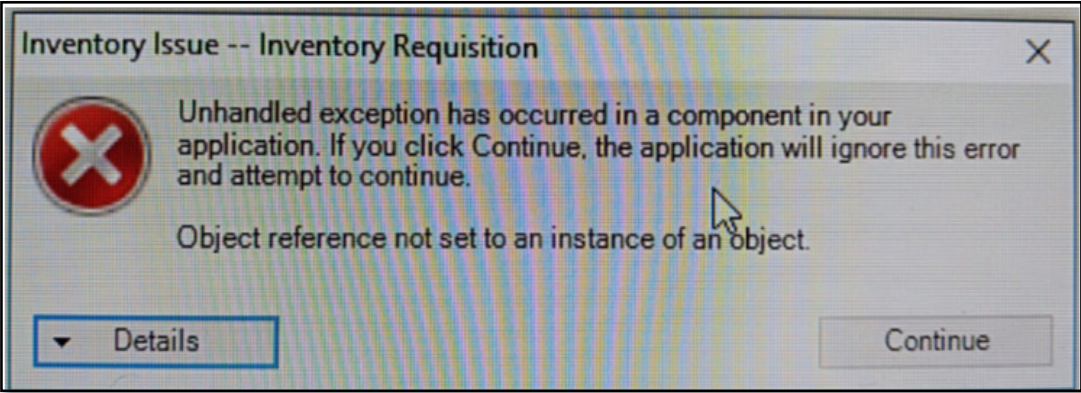 Inventory Issue -- Inventory Requisition
Unhandled exception has occurred in a component in your
application. If you click Continue, the application will ignore this error
and attempt to continue.
Object reference not set to an instance of an object.
Details
Continue